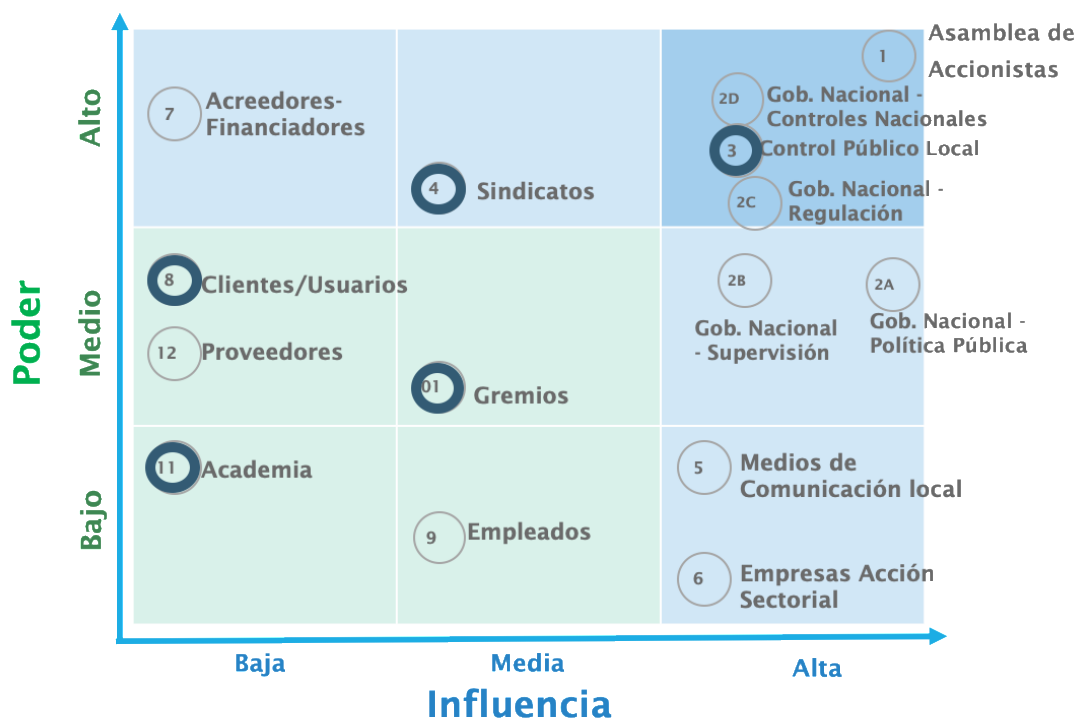 Poder
Alto
Medio
Bajo
7
Acreedores-
Financiadores
4
Sindicatos
1
Asamblea de
Accionistas
2D
Gob. Nacional -
Controles Nacionales
3
Control Público Local
2C
Gob. Nacional -
Regulación
8
Clientes/Usuarios
12
Proveedores
01
Gremios
2B
Gob. Nacional
- Supervisión
2A
Gob. Nacional -
Política Pública
11
Academia
9
Empleados
5
Medios de
Comunicación local
6
Empresas Acción
Sectorial
Baja
Media
Alta
Influencia